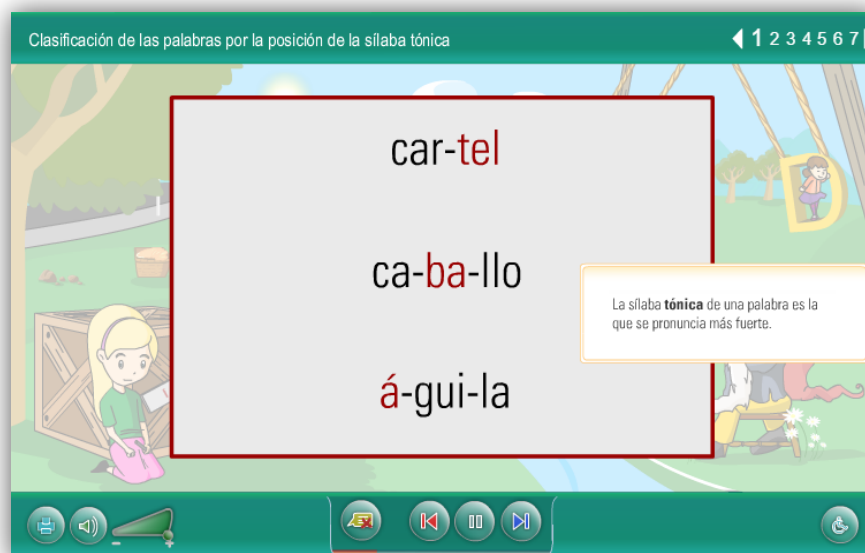 Clasificación de las palabras por la posición de la sílaba tónica
1 2 3 4 5 6 7
car-tel
ca-ba-llo
La sílaba tónica de una palabra es la
que se pronuncia más fuerte.
á-gui-la
D